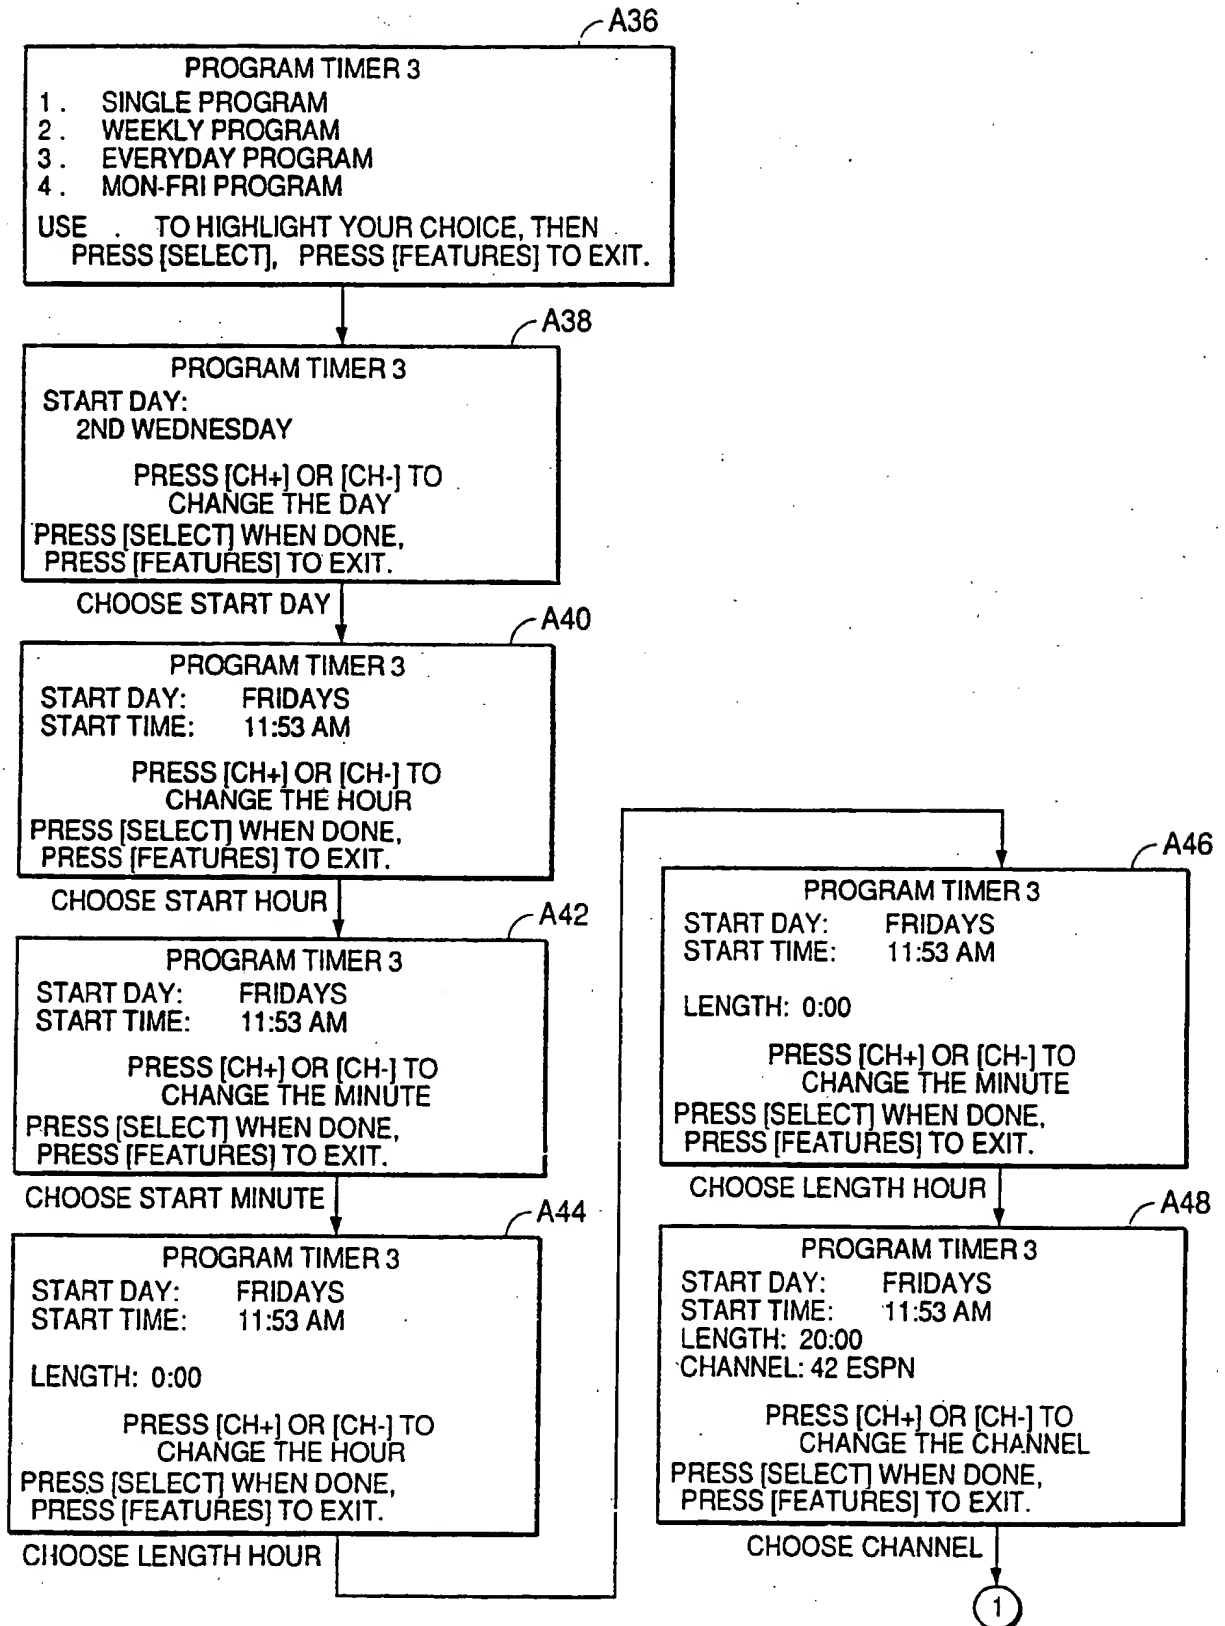 A36
PROGRAM TIMER 3
1. SINGLE PROGRAM
2. WEEKLY PROGRAM
3. EVERYDAY PROGRAM
4. MON-FRI PROGRAM
USE . TO HIGHLIGHT YOUR CHOICE, THEN
PRESS [SELECT], PRESS [FEATURES] TO EXIT.
A38
PROGRAM TIMER 3
START DAY:
2ND WEDNESDAY
PRESS [CH+] OR [CH-] TO
CHANGE THE DAY
PRESS [SELECT] WHEN DONE,
PRESS [FEATURES] TO EXIT.
CHOOSE START DAY
A40
PROGRAM TIMER 3
START DAY: FRIDAYS
START TIME: 11:53 AM
PRESS [CH+] OR [CH-] TO
CHANGE THE HOUR
PRESS [SELECT] WHEN DONE,
PRESS [FEATURES] TO EXIT.
CHOOSE START HOUR
A42
PROGRAM TIMER 3
START DAY: FRIDAYS
START TIME: 11:53 AM
PRESS [CH+] OR [CH-] TO
CHANGE THE MINUTE
PRESS [SELECT] WHEN DONE,
PRESS [FEATURES] TO EXIT.
CHOOSE START MINUTE
A44
PROGRAM TIMER 3
START DAY: FRIDAYS
START TIME: 11:53 AM
LENGTH: 0:00
PRESS [CH+] OR [CH-] TO
CHANGE THE HOUR
PRESS [SELECT] WHEN DONE,
PRESS [FEATURES] TO EXIT.
CHOOSE LENGTH HOUR
A46
PROGRAM TIMER 3
START DAY: FRIDAYS
START TIME: 11:53 AM
LENGTH: 0:00
PRESS [CH+] OR [CH-] TO
CHANGE THE MINUTE
PRESS [SELECT] WHEN DONE,
PRESS [FEATURES] TO EXIT.
CHOOSE LENGTH HOUR
A48
PROGRAM TIMER 3
START DAY: FRIDAYS
START TIME: 11:53 AM
LENGTH: 20:00
CHANNEL: 42 ESPN
PRESS [CH+] OR [CH-] TO
CHANGE THE CHANNEL
PRESS [SELECT] WHEN DONE,
PRESS [FEATURES] TO EXIT.
CHOOSE CHANNEL
1